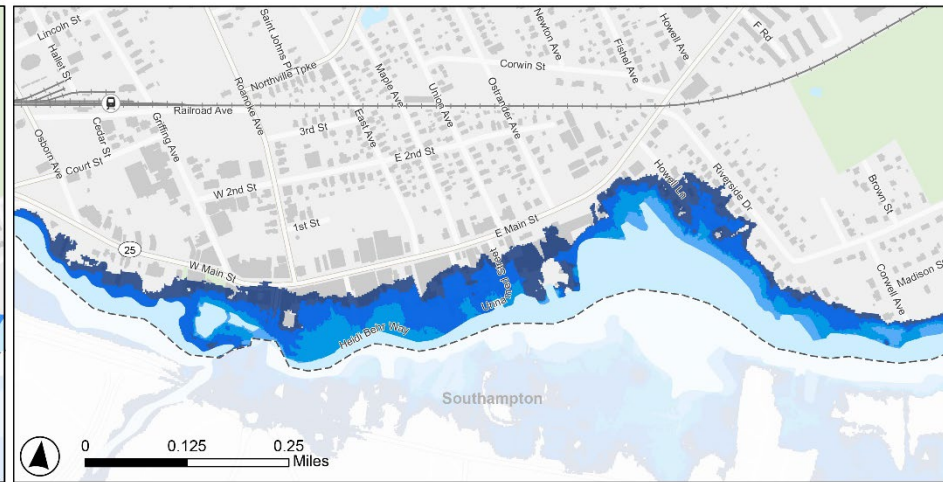 Lincoln St
Hallet St
Saint Johns Pl
Northville Tpke
Roanoke Ave
Maple Ave
Union Ave
Newton Ave
Ostrander Ave
Corwin St
Fishel Ave
Howell Ave
F Rd
Railroad Ave
Osborn Ave
Cedar St
Court St
Griffing Ave
3rd St
East Ave
E 2nd St
W 2nd St
1st St
E Main St
Howell Ln
Riverside Dr
Brown St
25
W Main St
Heidi Behr Way
Madison St
Corwell Ave
Southampton
0
0.125
0.25
Miles